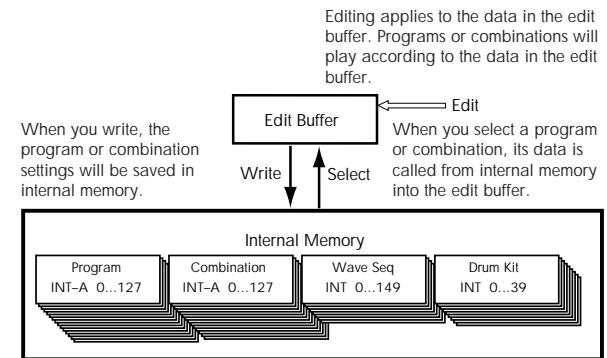 Editing applies to the data in the edit
buffer. Programs or combinations will
play according to the data in the edit
buffer.
Edit Buffer
Edit
When you write, the
program or combination
settings will be saved in
internal memory.
Write
Select
When you select a program
or combination, its data is
called from internal memory
into the edit buffer.
Internal Memory
Program
INT–A 0...127
Combination
INT–A 0...127
Wave Seq
INT 0...149
Drum Kit
INT 0...39